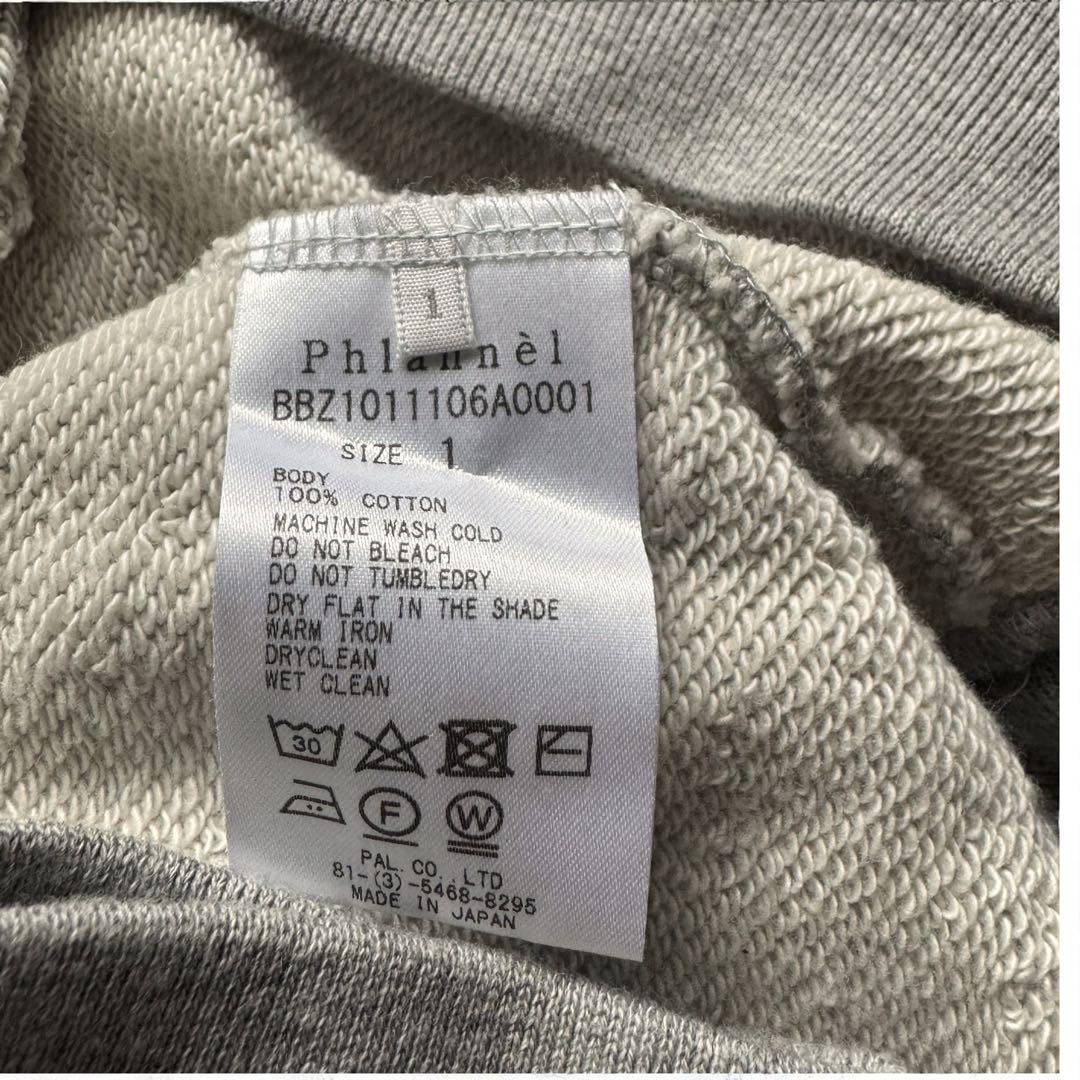 1
Phlannèl
BBZ1011106A0001
SIZE 1
BODY
100% COTTON
MACHINE WASH COLD
DO NOT BLEACH
DO NOT TUMBLEDRY
DRY FLAT IN THE SHADE
WARM IRON
DRYCLEAN
WET CLEAN
30
F W
PAL.CO.,LTD
81-(3)-5468-8295
MADE IN JAPAN